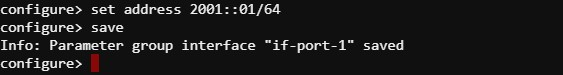 configure> set address 2001::01/64
configure> save
Info: Parameter group interface "if-port-1" saved
configure>